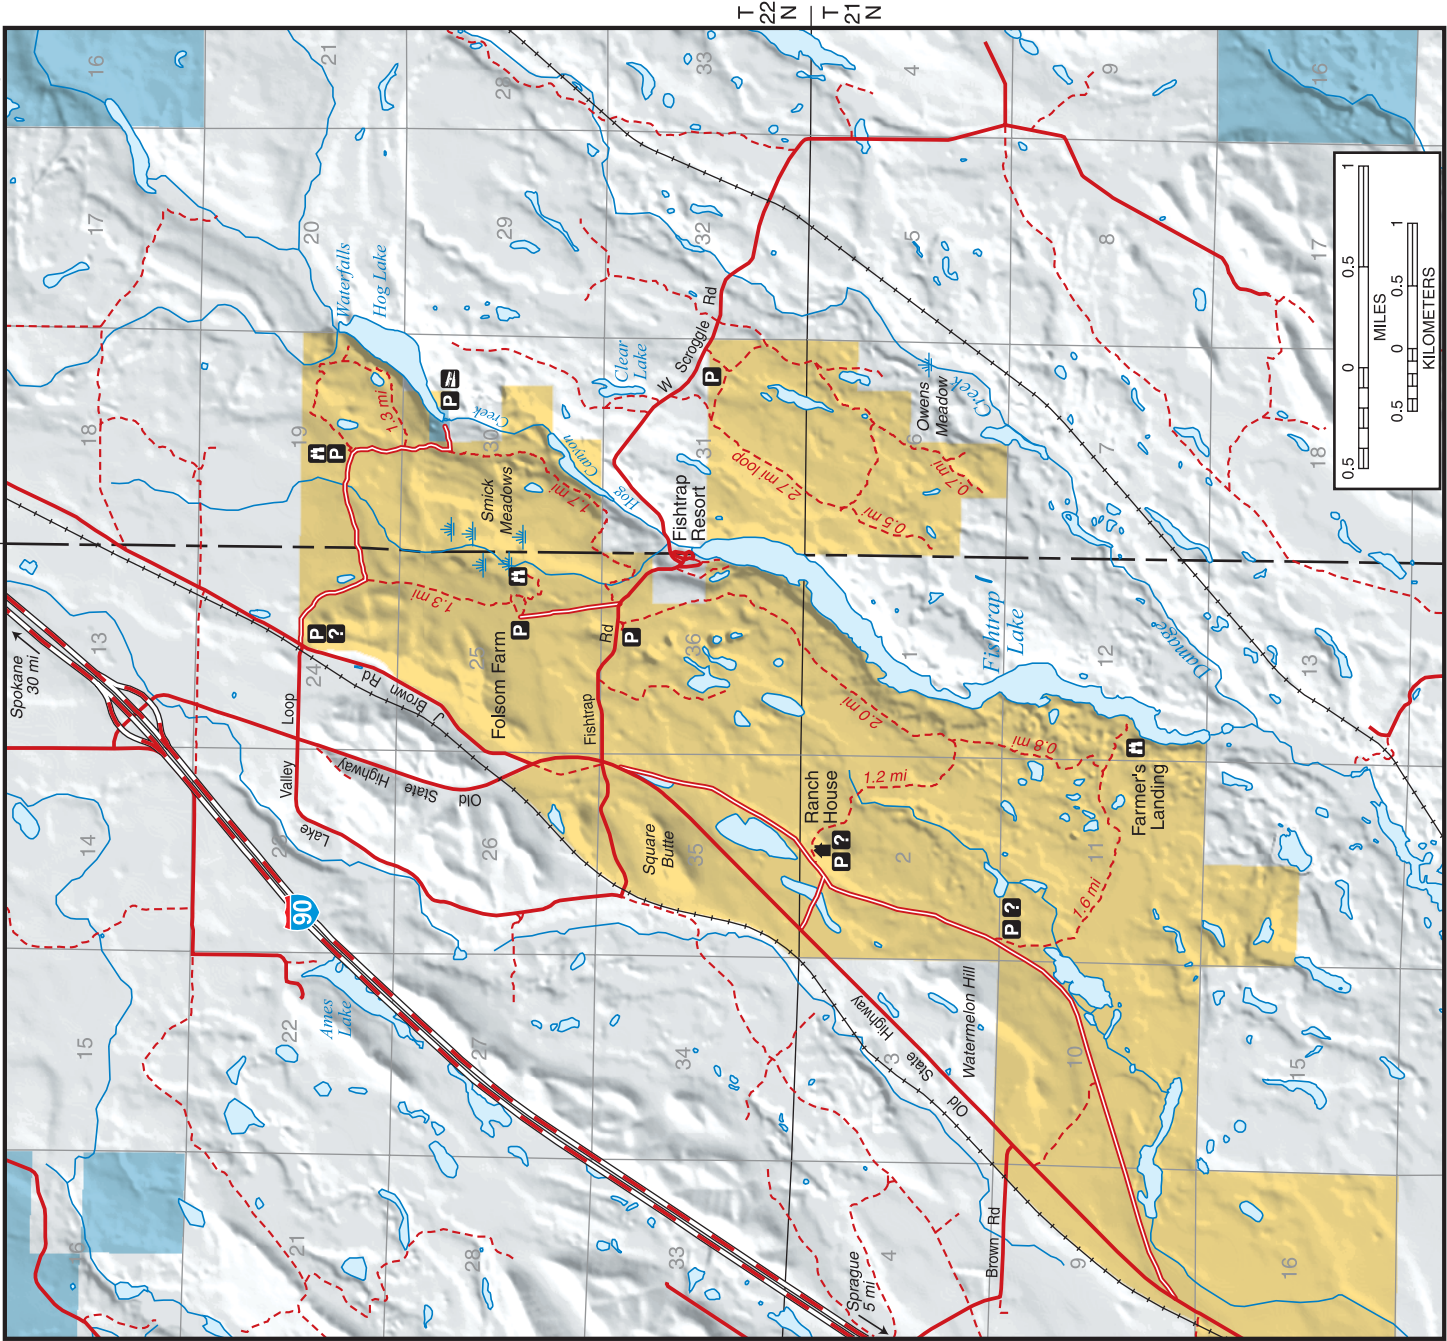 T
22
N
T
21
N
16
21
28
33
4
9
16
17
20
29
32
5
8
17
Waterfalls
Hog Lake
18
19
30
31
6
7
18
1.3 mi
P
P
Creek
Canyon
Hog
Clear
Lake
W Scroggle Rd
P
Owens
Meadow
Creek
Smick
Meadows
1.7 mi
2.7 mi loop
0.7 mi
0.5 mi
Fishtrap
Resort
Spokane
30 mi
13
24
25
36
1
12
13
P
?
1.3 mi
P
Rd
P
Folsom Farm
J Brown Rd
Fishtrap
Fishtrap
Lake
Damage
2.0 mi
0.8 mi
Lake Valley Loop
Old State Highway
14
26
35
2
11
90
Square
Butte
Ranch
House
1.2 mi
P ?
Farmer's
Landing
P ?
1.6 mi
Ames
Lake
15
22
27
34
3
10
15
Old State Highway
Watermelon Hill
21
28
33
4
9
16
Brown Rd
Sprague
5 mi
0.5 0 0.5 1
MILES
0.5 0 0.5 1
KILOMETERS